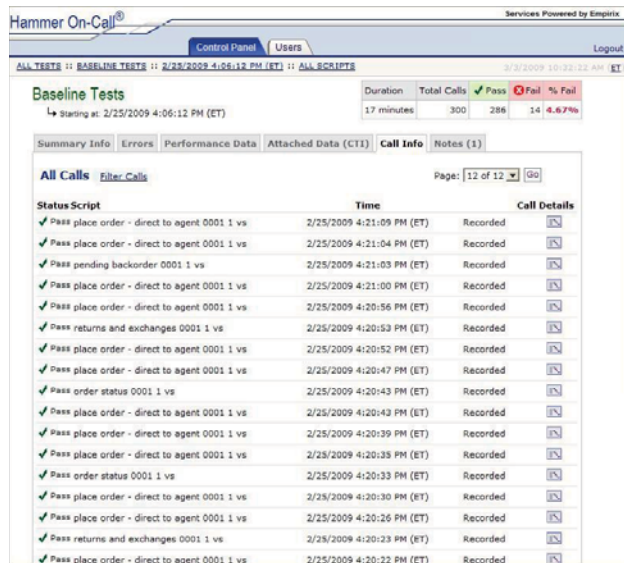 Services Powered by Empirix
Hammer On-Call®
Control Panel Users
Logout
ALL TESTS :: BASELINE TESTS :: 2/25/2009 4:06:12 PM (ET) :: ALL SCRIPTS 3/3/2009 10:32:22 AM (ET
Baseline Tests
Starting at: 2/25/2009 4:06:12 PM (ET)
Duration Total Calls Pass Fail % Fail
17 minutes 300 286 14 4.67%
Summary Info Errors Performance Data Attached Data (CTI) Call Info Notes (1)
All Calls Filter Calls Page: 12 of 12 Go
Status Script Time Call Details
Pass place order - direct to agent 0001 1 vs 2/25/2009 4:21:09 PM (ET) Recorded
Pass place order - direct to agent 0001 1 vs 2/25/2009 4:21:04 PM (ET) Recorded
Pass pending backorder 0001 1 vs 2/25/2009 4:21:03 PM (ET) Recorded
Pass place order - direct to agent 0001 1 vs 2/25/2009 4:21:00 PM (ET) Recorded
Pass place order - direct to agent 0001 1 vs 2/25/2009 4:20:56 PM (ET) Recorded
Pass returns and exchanges 0001 1 vs 2/25/2009 4:20:53 PM (ET) Recorded
Pass place order - direct to agent 0001 1 vs 2/25/2009 4:20:52 PM (ET) Recorded
Pass place order - direct to agent 0001 1 vs 2/25/2009 4:20:47 PM (ET) Recorded
Pass order status 0001 1 vs 2/25/2009 4:20:43 PM (ET) Recorded
Pass place order - direct to agent 0001 1 vs 2/25/2009 4:20:43 PM (ET) Recorded
Pass place order - direct to agent 0001 1 vs 2/25/2009 4:20:39 PM (ET) Recorded
Pass place order - direct to agent 0001 1 vs 2/25/2009 4:20:35 PM (ET) Recorded
Pass order status 0001 1 vs 2/25/2009 4:20:33 PM (ET) Recorded
Pass place order - direct to agent 0001 1 vs 2/25/2009 4:20:30 PM (ET) Recorded
Pass place order - direct to agent 0001 1 vs 2/25/2009 4:20:26 PM (ET) Recorded
Pass returns and exchanges 0001 1 vs 2/25/2009 4:20:23 PM (ET) Recorded
Pass place order - direct to agent 0001 1 vs 2/25/2009 4:20:22 PM (ET) Recorded